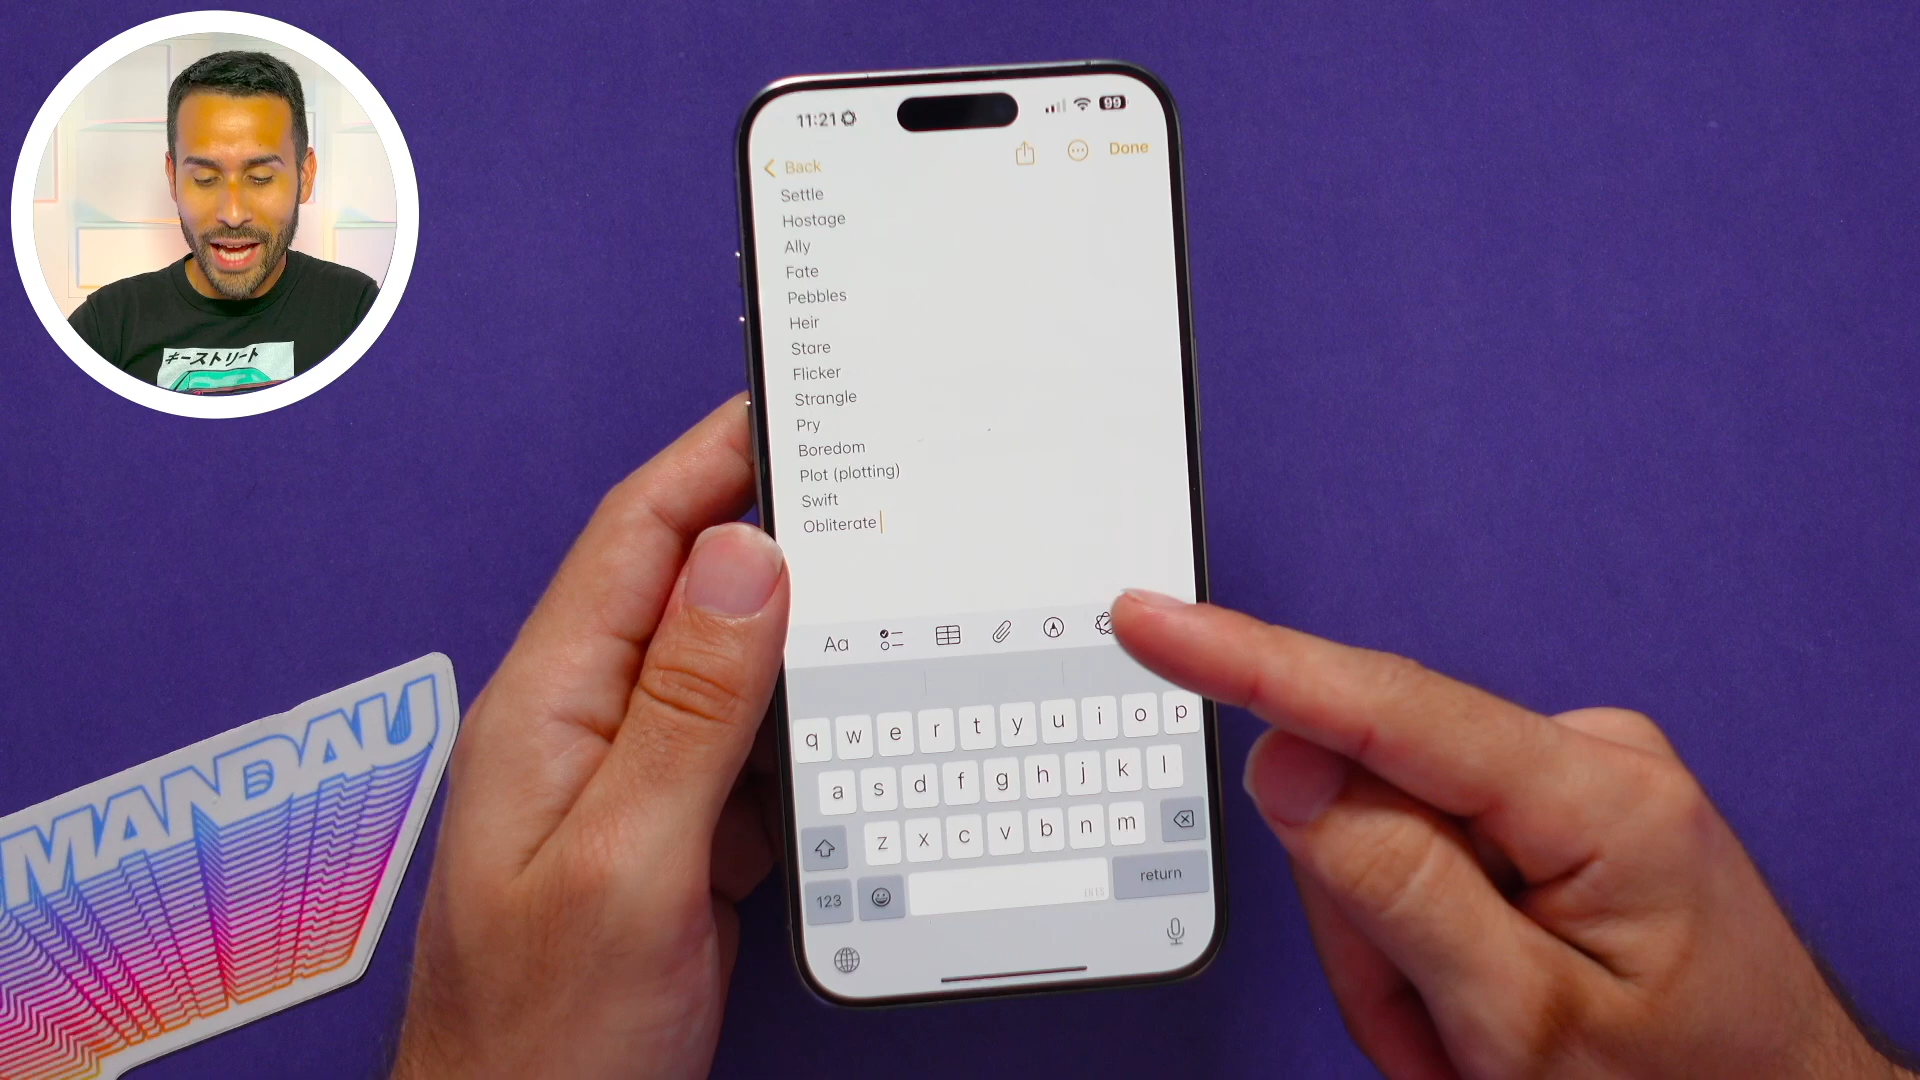 キーストリート
11:21
99
Back
Done
Settle
Hostage
Ally
Fate
Pebbles
Heir
Stare
Flicker
Strangle
Pry
Boredom
Plot (plotting)
Swift
Obliterate
Aa
q w e r t y u i o p
a s d f g h j k l
z x c v b n m
123
return
MANDAU